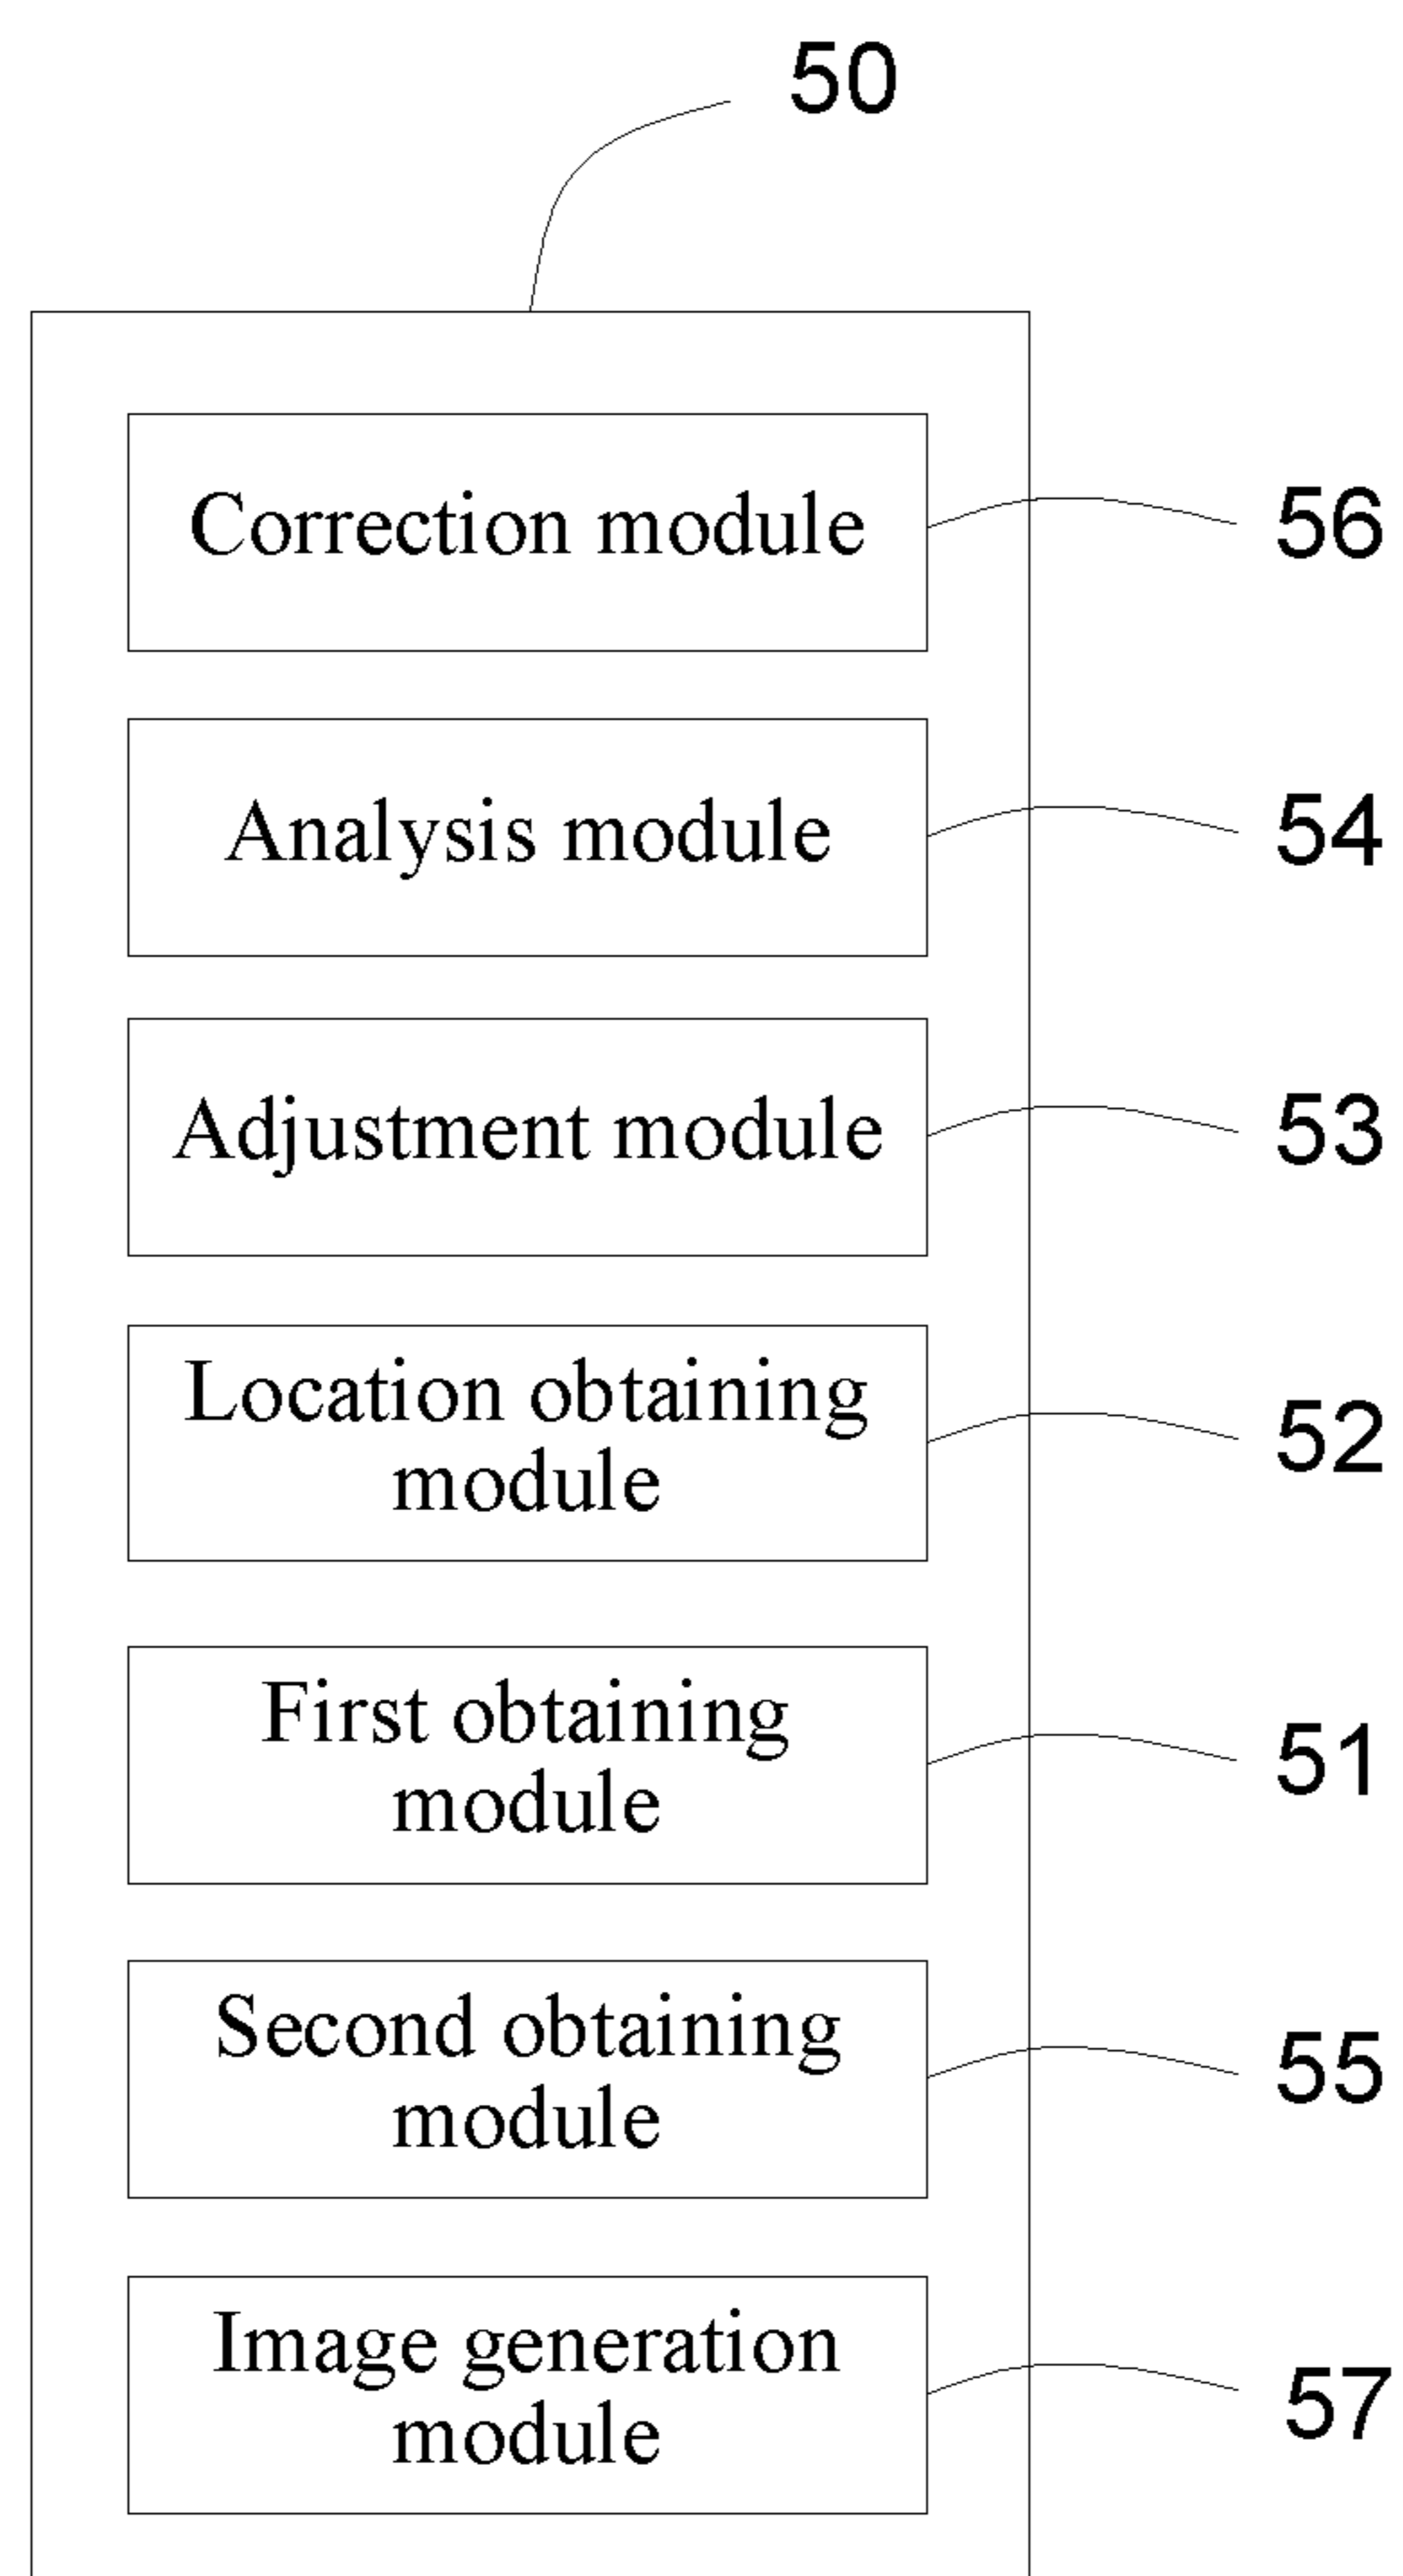 50
Correction module
56
Analysis module
54
Adjustment module
53
Location obtaining
module
52
First obtaining
module
51
Second obtaining
module
55
Image generation
module
57